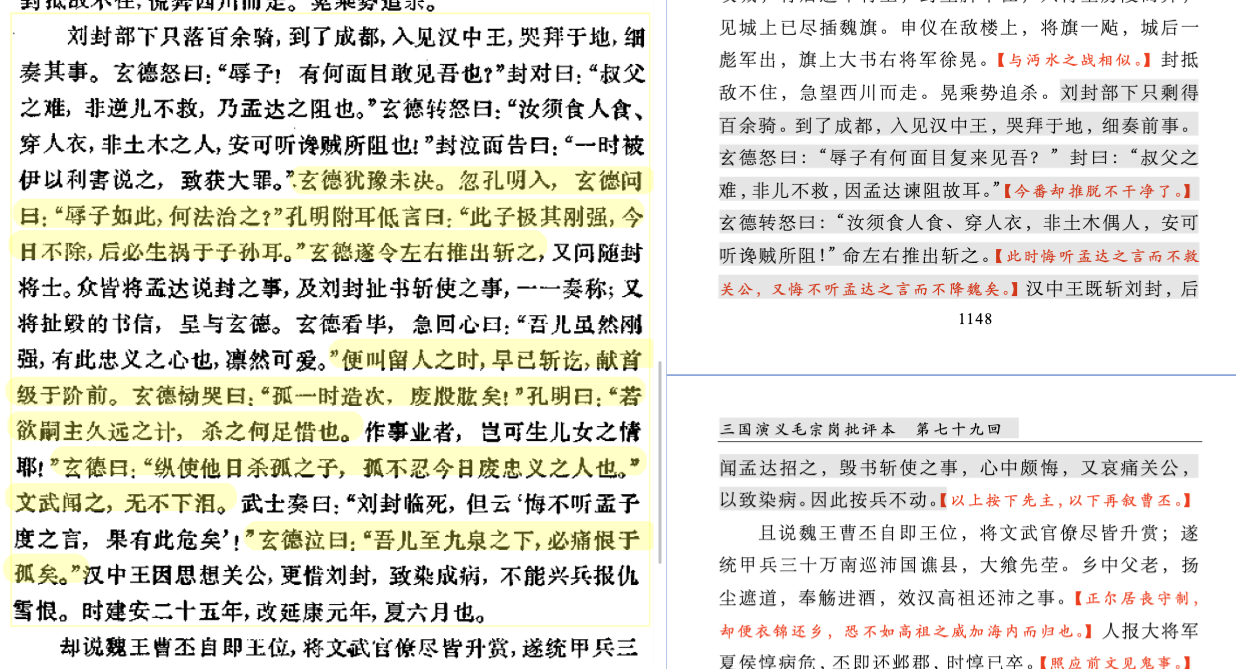 刘封部下只落百余骑，到了成都，入见汉中王，哭拜于地，细
奏其事。玄德怒曰：“辱子！有何面目敢见吾也？”封对曰：“叔父
之难，非逆儿不救，乃孟达之阻也。”玄德转怒曰：“汝须食人食、
穿人衣，非土木之人，安可听谗贼所阻也！”封泣而告曰：“一时被
伊以利害说之，致获大罪。”玄德犹豫未决。忽孔明入，玄德问
曰：“辱子如此，何法治之？”孔明附耳低言曰：“此子极其刚强，今
日不除，后必生祸于子孙耳。”玄德遂令左右推出斩之，又问随封
将士。众皆将孟达说封之事，及刘封扯书斩使之事，一一奏称；又
将扯毁的书信，呈与玄德。玄德看毕，急回心曰：“吾儿虽然刚
强，有此忠义之心也，凛然可爱。”便叫留人之时，早已斩讫，献首
级于阶前。玄德恸哭曰：“孤一时造次，废股肱矣！”孔明曰：“若
欲嗣主久远之计，杀之何足惜也。作事业者，岂可生儿女之情
耶！”玄德曰：“纵使他日杀孤之子，孤不忍今日废忠义之人也。”
文武闻之，无不下泪。武士奏曰：“刘封临死，但云‘悔不听孟子
度之言，果有此危矣’！”玄德泣曰：“吾儿至九泉之下，必痛恨于
孤矣。”汉中王因思想关公，更惜刘封，致染成病，不能兴兵报仇
雪恨。时建安二十五年，改延康元年，夏六月也。
却说魏王曹丕自即王位，将文武官僚尽皆升赏，遂统甲兵三
见城上已尽插魏旗。申仪在敌楼上，将旗一飐，城后一
彪军出，旗上大书右将军徐晃。【与沔水之战相似。】封抵
敌不住，急望西川而走。晃乘势追杀。刘封部下只剩得
百余骑。到了成都，入见汉中王，哭拜于地，细奏前事。
玄德怒曰：“辱子有何面目复来见吾？”封曰：“叔父之
难，非儿不救，因孟达谏阻故耳。”【今番却推脱不干净了。】
玄德转怒曰：“汝须食人食、穿人衣，非土木偶人，安可
听谗贼所阻！”命左右推出斩之。【此时悔听孟达之言而不救
关公，又悔不听孟达之言而不降魏矣。】汉中王既斩刘封，后
1148
三国演义毛宗岗批评本 第七十九回
闻孟达招之，毁书斩使之事，心中颇悔，又哀痛关公，
以致染病。因此按兵不动。【以上按下先主，以下再叙曹丕。】
且说魏王曹丕自即王位，将文武官僚尽皆升赏；遂
统甲兵三十万南巡沛国谯县，大飨先茔。乡中父老，扬
尘遮道，奉觞进酒，效汉高祖还沛之事。【正尔居丧守制，
却便衣锦还乡，恐不如高祖之威加海内而归也。】人报大将军
夏侯惇病危，丕即还邺郡，时惇已卒。【照应前文见鬼事。】